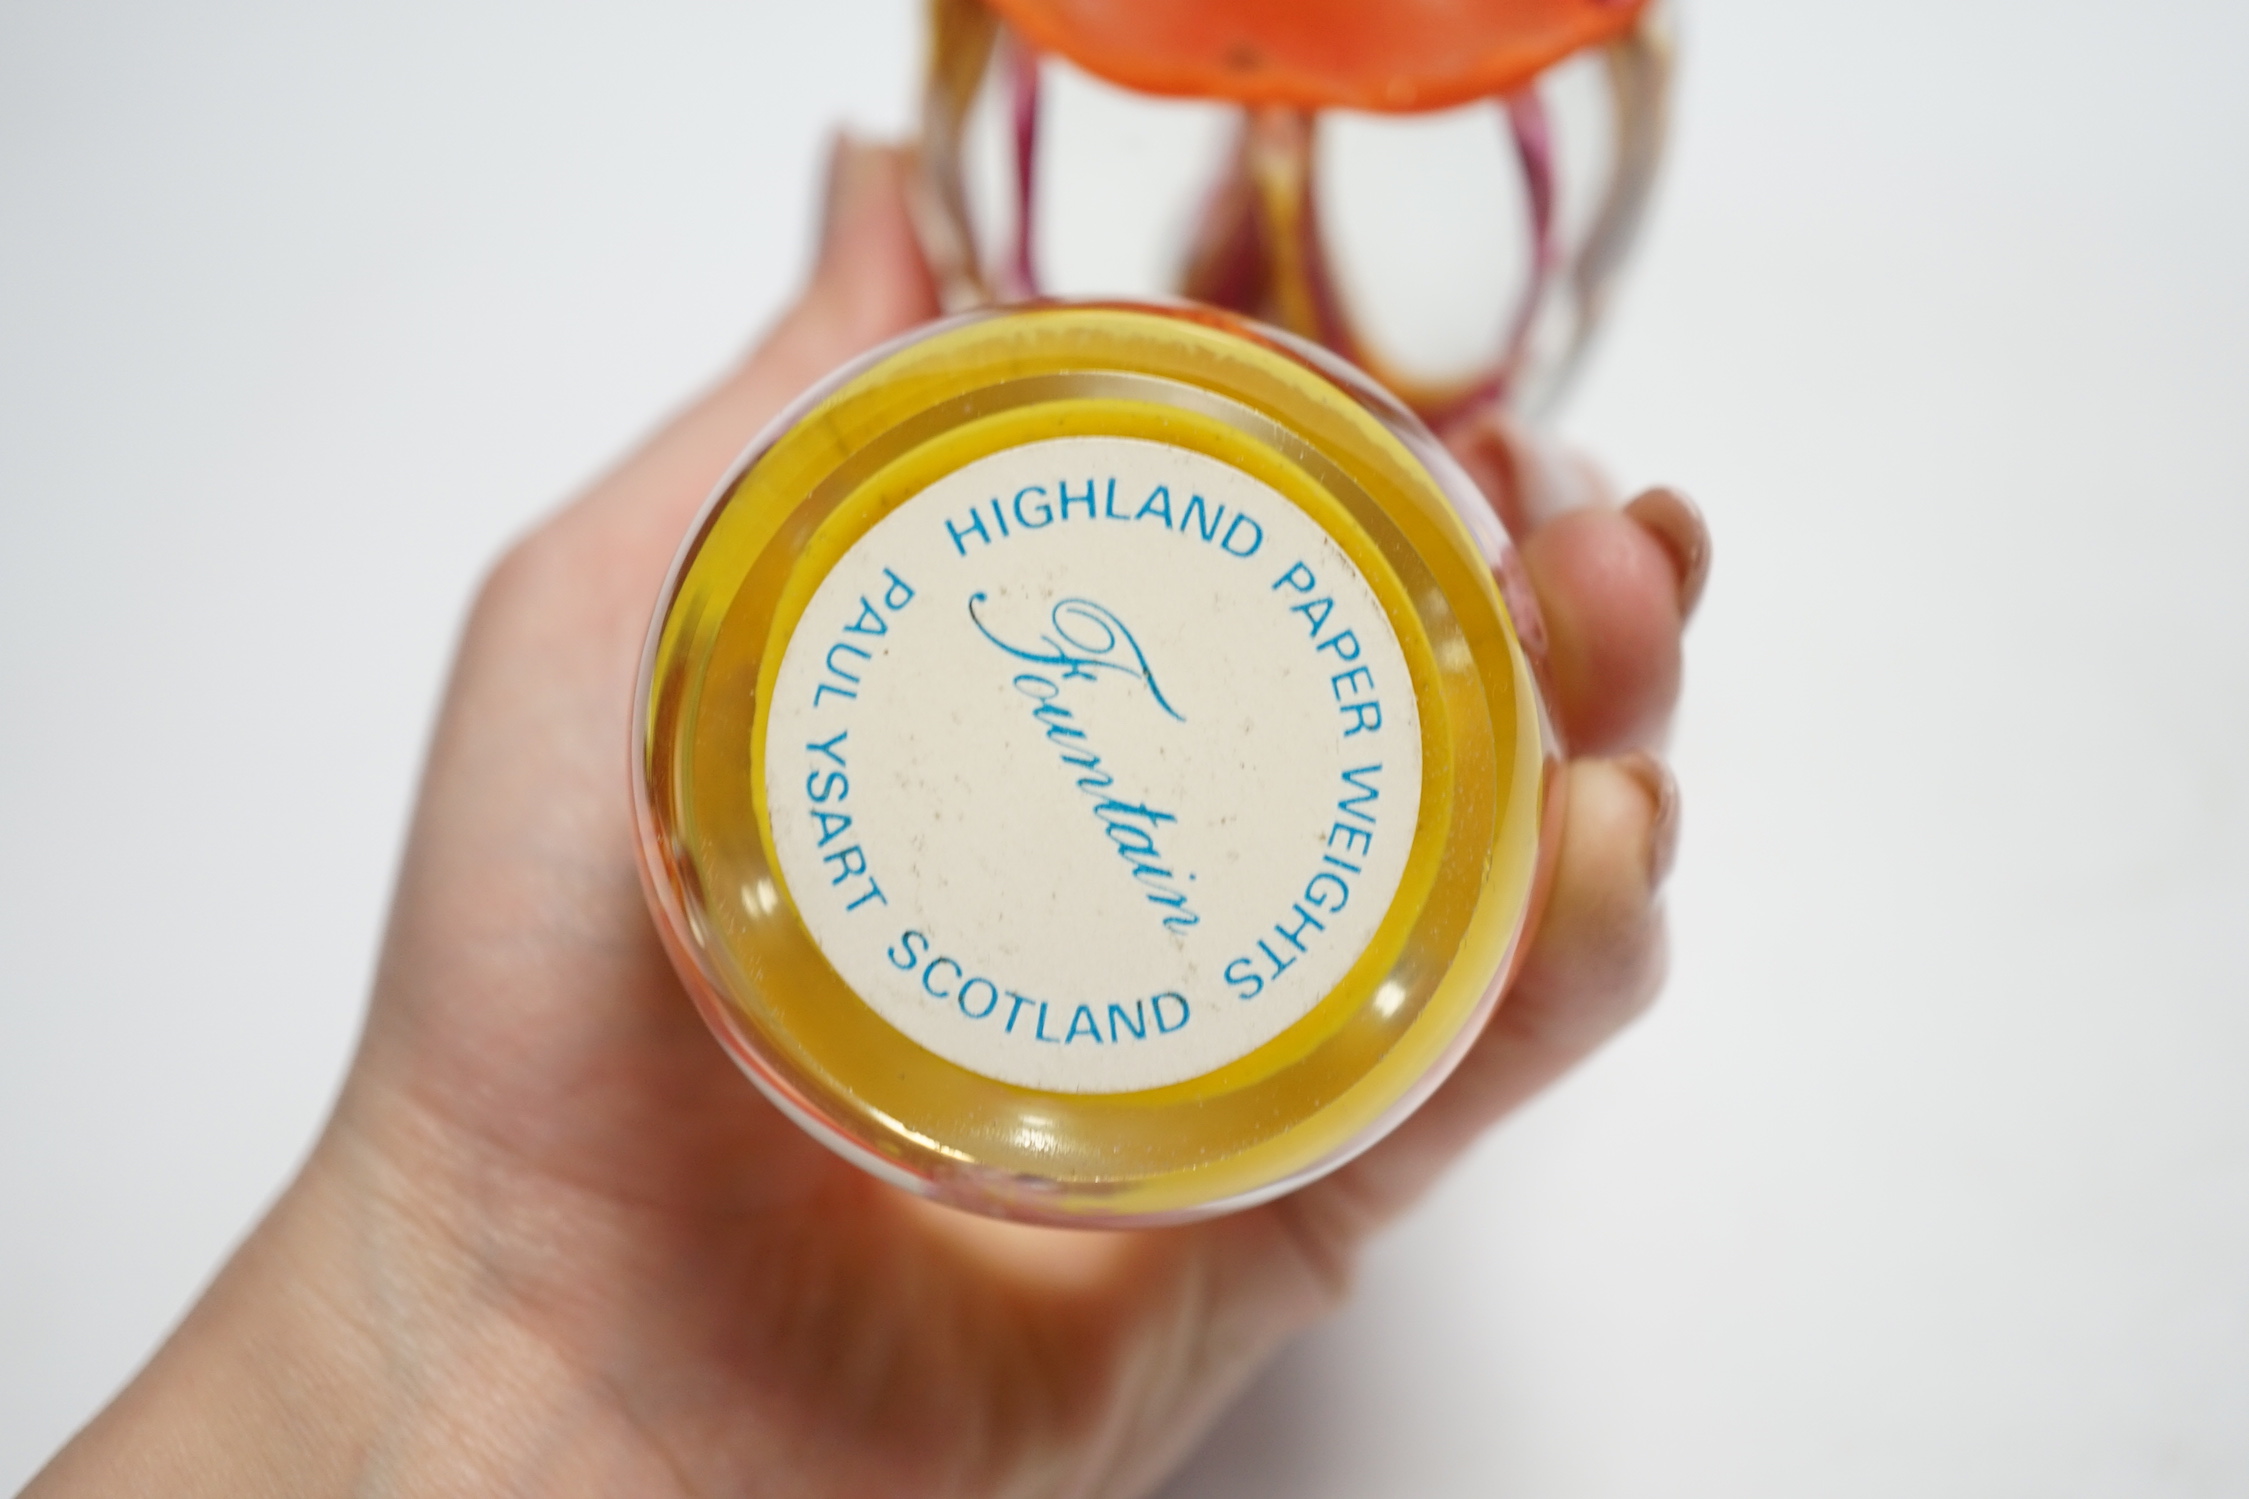 HIGHLAND PAPER WEIGHTS
Fountain
PAUL YSART SCOTLAND